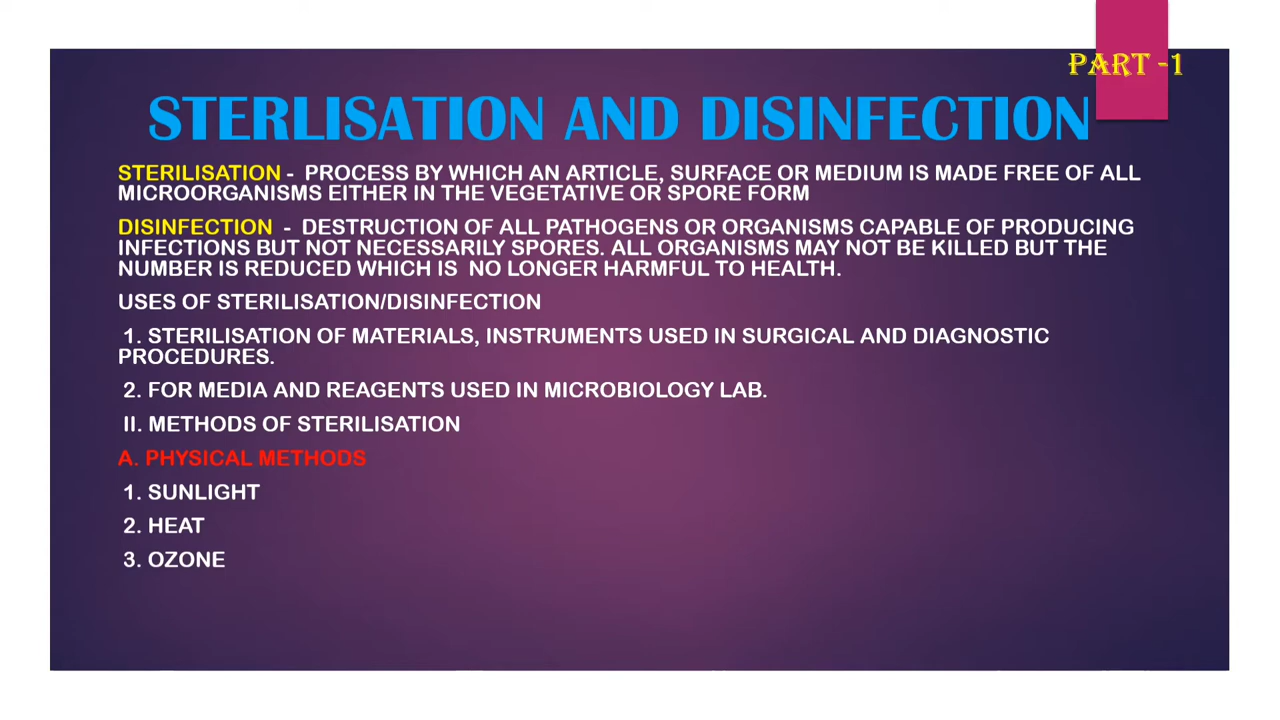 PART -1
STERLISATION AND DISINFECTION
STERILISATION - PROCESS BY WHICH AN ARTICLE, SURFACE OR MEDIUM IS MADE FREE OF ALL
MICROORGANISMS EITHER IN THE VEGETATIVE OR SPORE FORM
DISINFECTION - DESTRUCTION OF ALL PATHOGENS OR ORGANISMS CAPABLE OF PRODUCING
INFECTIONS BUT NOT NECESSARILY SPORES. ALL ORGANISMS MAY NOT BE KILLED BUT THE
NUMBER IS REDUCED WHICH IS NO LONGER HARMFUL TO HEALTH.
USES OF STERILISATION/DISINFECTION
1. STERILISATION OF MATERIALS, INSTRUMENTS USED IN SURGICAL AND DIAGNOSTIC
PROCEDURES.
2. FOR MEDIA AND REAGENTS USED IN MICROBIOLOGY LAB.
II. METHODS OF STERILISATION
A. PHYSICAL METHODS
1. SUNLIGHT
2. HEAT
3. OZONE